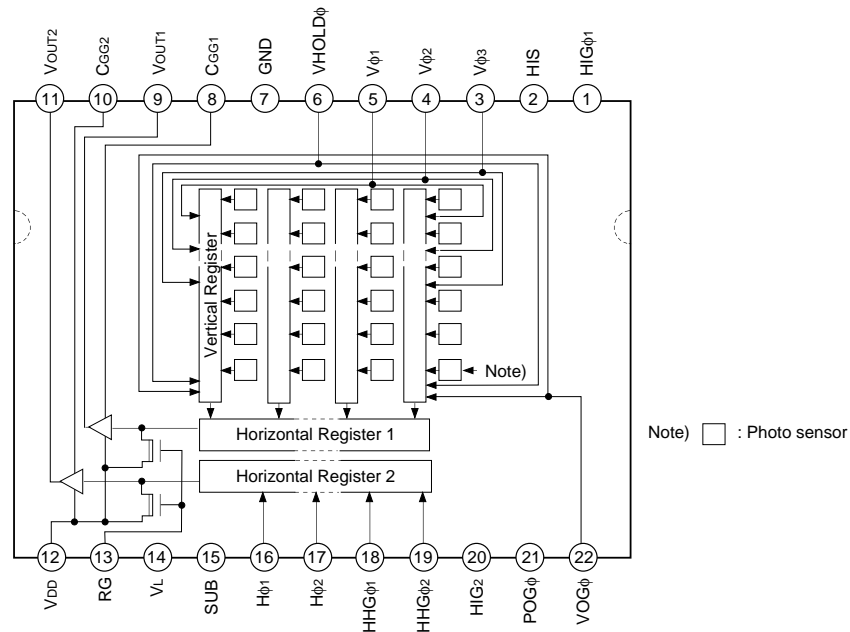 VOUT2
CGG2
VOUT1
CGG1
GND
VHOLDϕ
Vϕ1
Vϕ2
Vϕ3
HIS
HIGϕ1
11
10
9
8
7
6
5
4
3
2
1
Vertical Register
Note)
Horizontal Register 1
Note) : Photo sensor
Horizontal Register 2
12
13
14
15
16
17
18
19
20
21
22
VDD
RG
VL
SUB
Hϕ1
Hϕ2
HHGϕ1
HHGϕ2
HIG2
POGϕ
VOGϕ